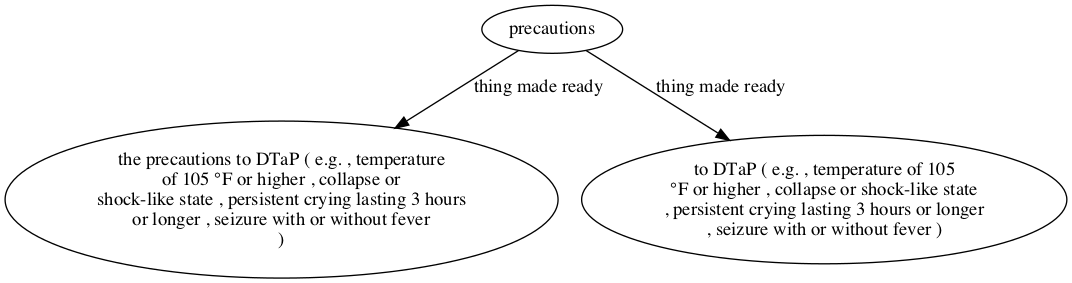 precautions
thing made ready
thing made ready
the precautions to DTaP ( e.g. , temperature
of 105 °F or higher , collapse or
shock-like state , persistent crying lasting 3 hours
or longer , seizure with or without fever
)
to DTaP ( e.g. , temperature of 105
°F or higher , collapse or shock-like state
, persistent crying lasting 3 hours or longer
, seizure with or without fever )